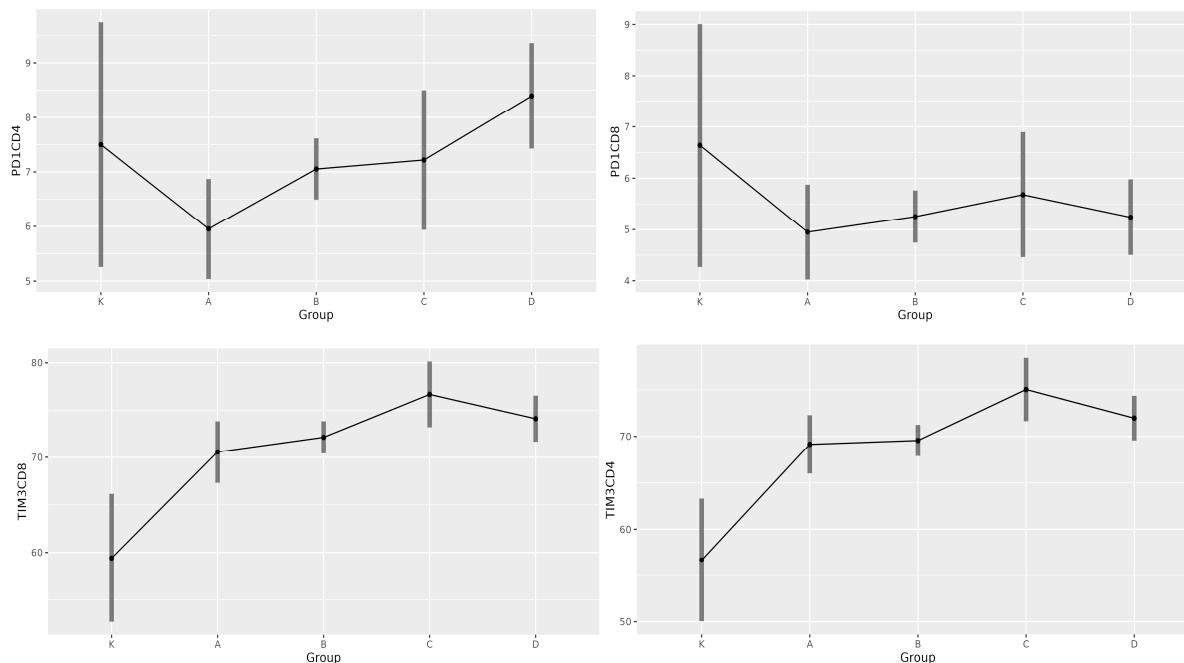 PD1CD4
9
8
7
6
5
K A B C D
Group
PD1CD8
9
8
7
6
5
4
K A B C D
Group
TIM3CD8
80
70
60
K A B C D
Group
TIM3CD4
70
60
50
K A B C D
Group